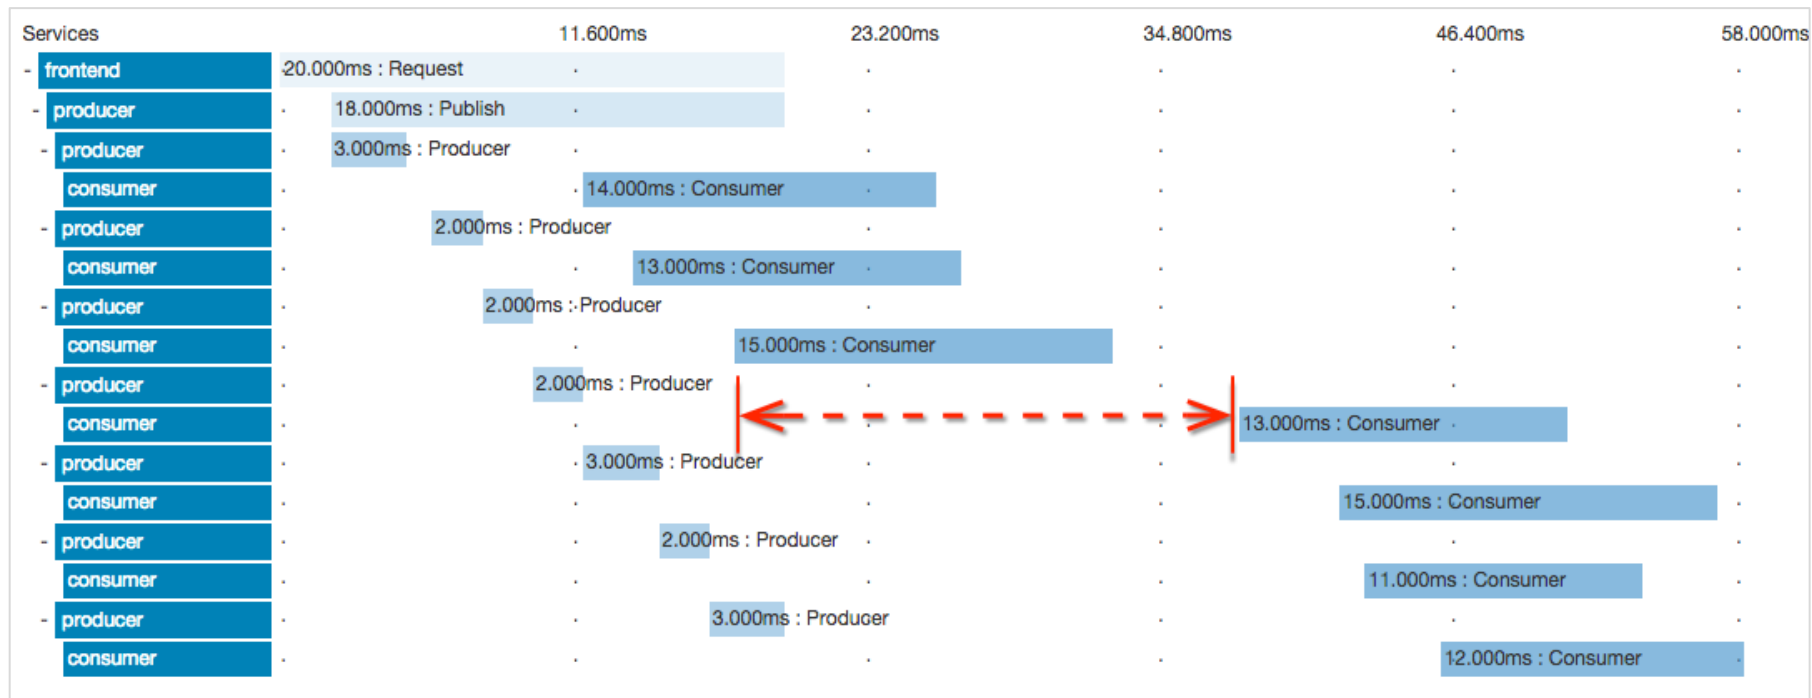 Services 11.600ms 23.200ms 34.800ms 46.400ms 58.000ms
- frontend 20.000ms : Request
- producer 18.000ms : Publish
- producer 3.000ms : Producer
consumer 14.000ms : Consumer
- producer 2.000ms : Producer
consumer 13.000ms : Consumer
- producer 2.000ms : Producer
consumer 15.000ms : Consumer
- producer 2.000ms : Producer
consumer 13.000ms : Consumer
- producer 3.000ms : Producer
consumer 15.000ms : Consumer
- producer 2.000ms : Producer
consumer 11.000ms : Consumer
- producer 3.000ms : Producer
consumer 12.000ms : Consumer